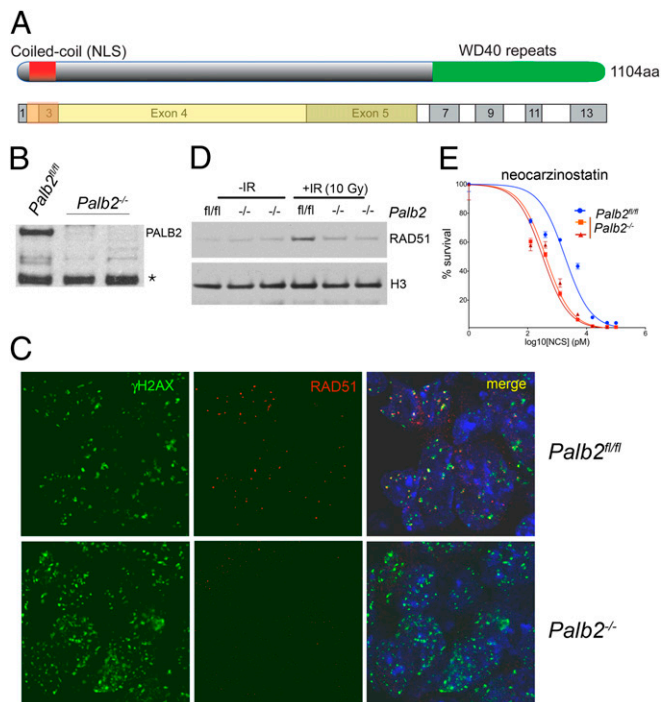 A
Coiled-coil (NLS)
WD40 repeats
1104aa
1 3 Exon 4 Exon 5 7 9 11 13
B
Palb2fl/fl
Palb2-/-
PALB2
*
D
-IR +IR (10 Gy)
fl/fl -/- -/- fl/fl -/- -/- Palb2
RAD51
H3
E
neocarzinostatin
Palb2fl/fl
Palb2-/-
% survival
100
80
60
40
20
0 2 4 6
log10[NCS] (pM)
C
γH2AX RAD51 merge
Palb2fl/fl
Palb2-/-